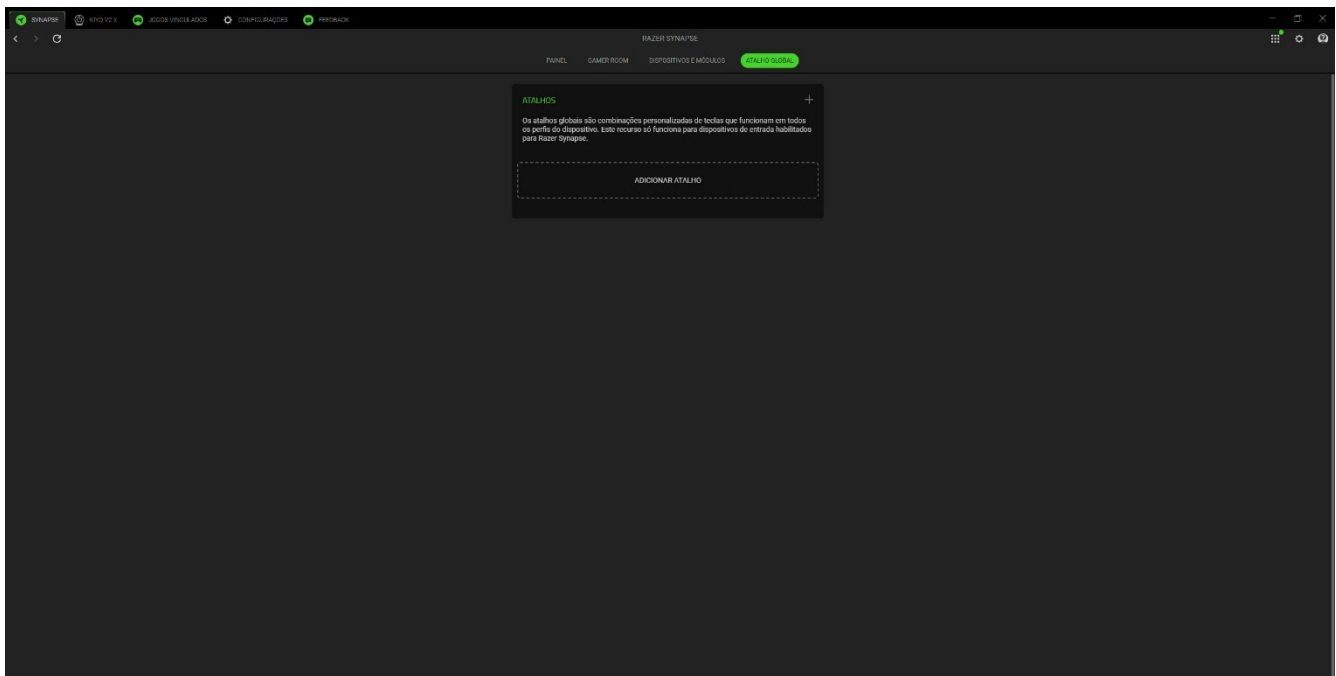 SYNAPSE
KIYO V2 X
JOGOS VINCULADOS
CONFIGURAÇÕES
FEEDBACK
RAZER SYNAPSE
PAINEL
GAMER ROOM
DISPOSITIVOS E MÓDULOS
ATALHO GLOBAL
ATALHOS
Os atalhos globais são combinações personalizadas de teclas que funcionam em todos
os perfis do dispositivo. Este recurso só funciona para dispositivos de entrada habilitados
para Razer Synapse.
ADICIONAR ATALHO